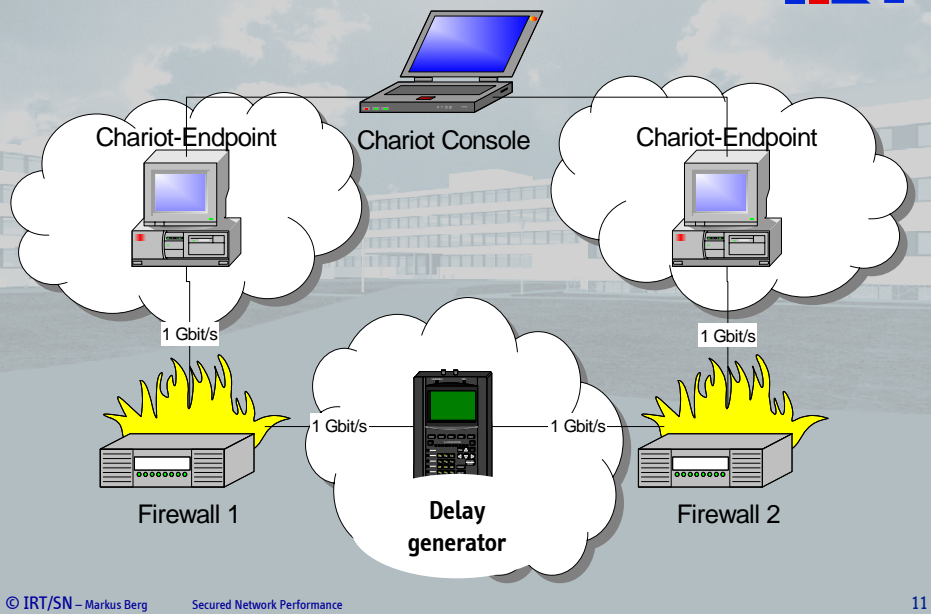 Chariot-Endpoint
Chariot Console
Chariot-Endpoint
1 Gbit/s
1 Gbit/s
1 Gbit/s
1 Gbit/s
Firewall 1
Delay
generator
Firewall 2
© IRT/SN – Markus Berg Secured Network Performance 11